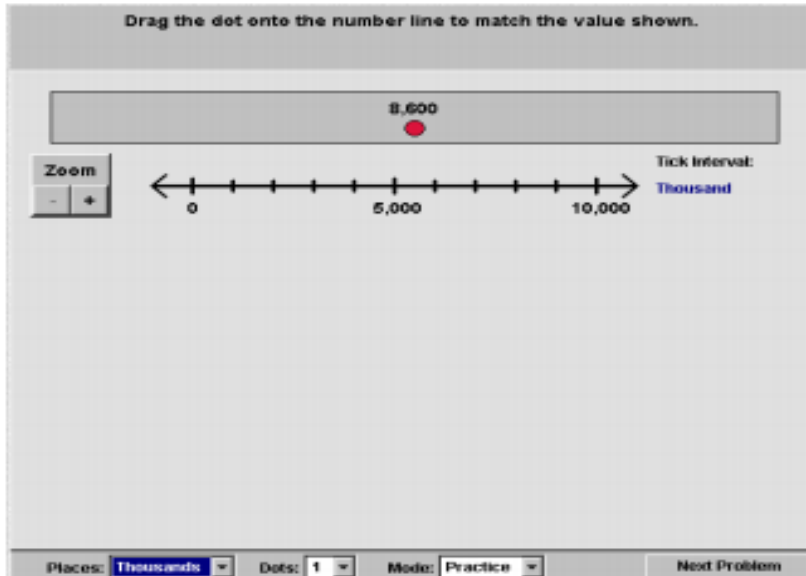 Drag the dot onto the number line to match the value shown.
8,600
Zoom
- +
Tick Interval:
Thousand
0 5,000 10,000
Places: Thousands Dots: 1 Mode: Practice Next Problem